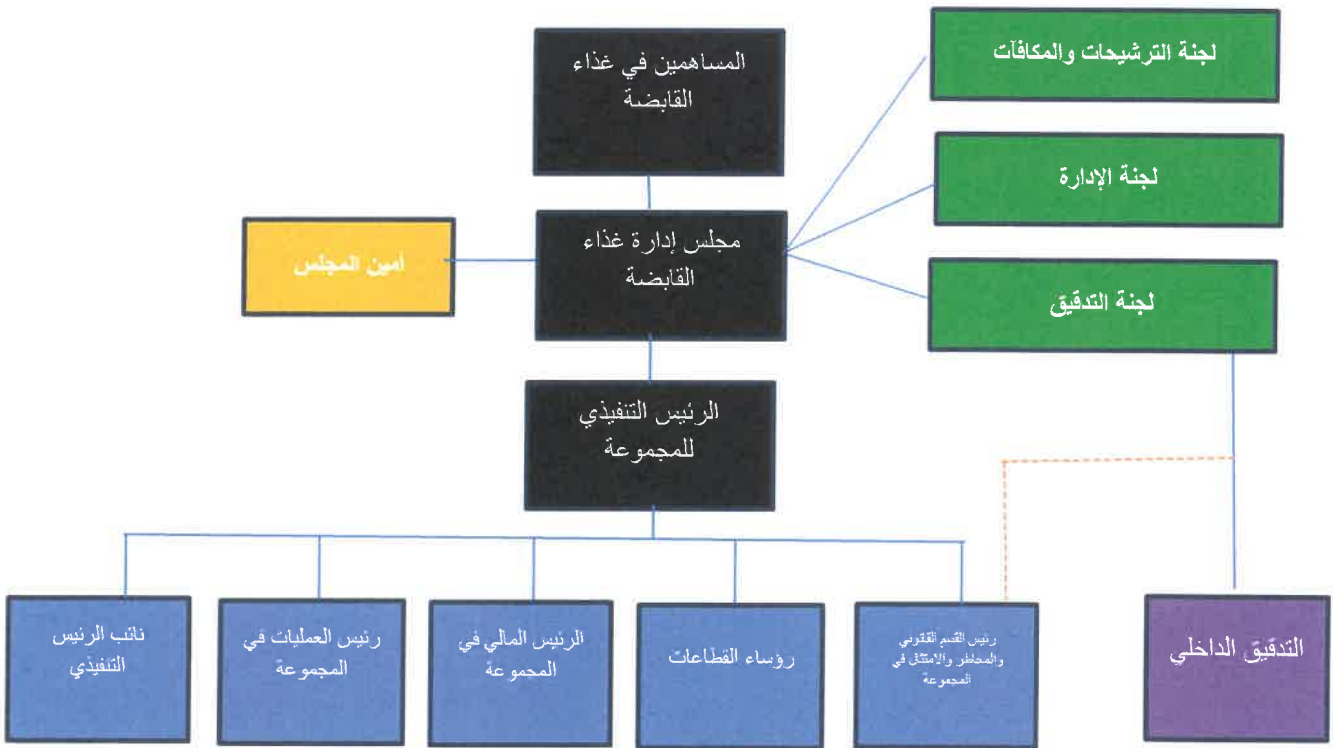 المساهمين في غذاء
القابضة
لجنة الترشيحات والمكافآت
لجنة الإدارة
مجلس إدارة غذاء
القابضة
أمين المجلس
لجنة التدقيق
الرئيس التنفيذي
للمجموعة
التدقيق الداخلي
رئيس القسم القانوني
والمخاطر والامتثال في
المجموعة
رؤساء القطاعات
الرئيس المالي في
المجموعة
رئيس العمليات في
المجموعة
نائب الرئيس
التنفيذي